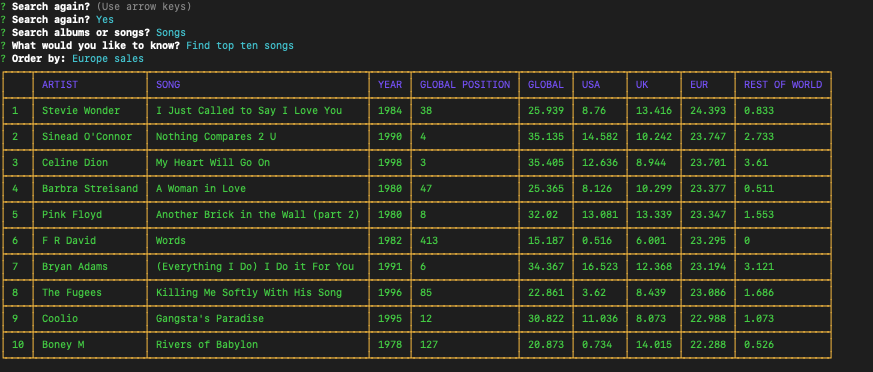 ? Search again? (Use arrow keys)
? Search again? Yes
? Search albums or songs? Songs
? What would you like to know? Find top ten songs
? Order by: Europe sales
ARTIST SONG YEAR GLOBAL POSITION GLOBAL USA UK EUR REST OF WORLD
1 Stevie Wonder I Just Called to Say I Love You 1984 38 25.939 8.76 13.416 24.393 0.833
2 Sinead O'Connor Nothing Compares 2 U 1990 4 35.135 14.582 10.242 23.747 2.733
3 Celine Dion My Heart Will Go On 1998 3 35.405 12.636 8.944 23.701 3.61
4 Barbra Streisand A Woman in Love 1980 47 25.365 8.126 10.299 23.377 0.511
5 Pink Floyd Another Brick in the Wall (part 2) 1980 8 32.02 13.081 13.339 23.347 1.553
6 F R David Words 1982 413 15.187 0.516 6.001 23.295 0
7 Bryan Adams (Everything I Do) I Do it For You 1991 6 34.367 16.523 12.368 23.194 3.121
8 The Fugees Killing Me Softly With His Song 1996 85 22.861 3.62 8.439 23.086 1.686
9 Coolio Gangsta's Paradise 1995 12 30.822 11.036 8.073 22.988 1.073
10 Boney M Rivers of Babylon 1978 127 20.873 0.734 14.015 22.288 0.526